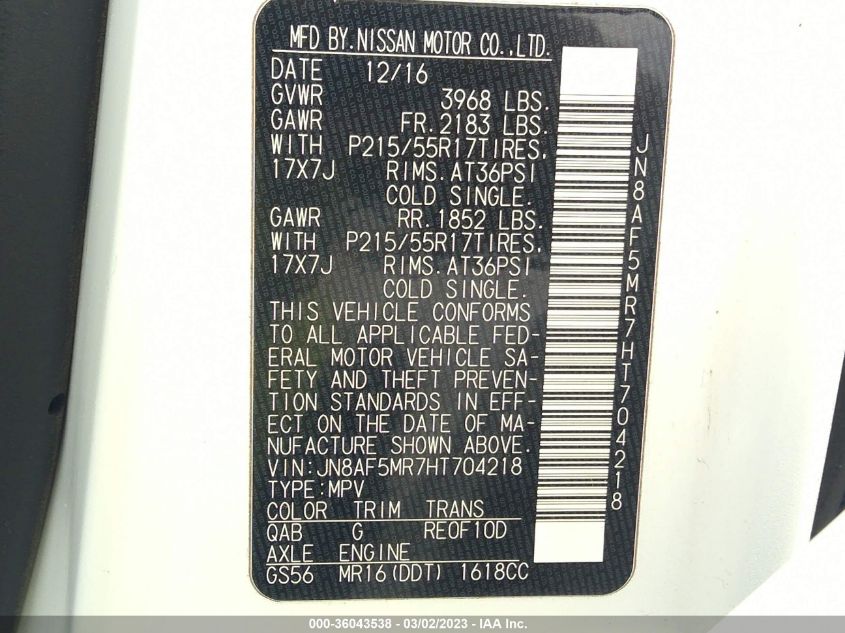 MFD BY. NISSAN MOTOR CO.,LTD.
DATE 12/16
GVWR 3968 LBS.
GAWR FR. 2183 LBS.
WITH P215/55R17TIRES,
17X7J RIMS. AT36PSI
COLD SINGLE.
GAWR RR. 1852 LBS.
WITH P215/55R17TIRES,
17X7J RIMS. AT36PSI
COLD SINGLE.
THIS VEHICLE CONFORMS
TO ALL APPLICABLE FED-
ERAL MOTOR VEHICLE SA-
FETY AND THEFT PREVEN-
TION STANDARDS IN EFF-
ECT ON THE DATE OF MA-
NUFACTURE SHOWN ABOVE.
VIN:JN8AF5MR7HT704218
TYPE:MPV
COLOR TRIM TRANS
QAB G RE0F10D
AXLE ENGINE
GS56 MR16(DDT) 1618CC
JN8AF5MR7HT704218
000-36043538 - 03/02/2023 - IAA Inc.